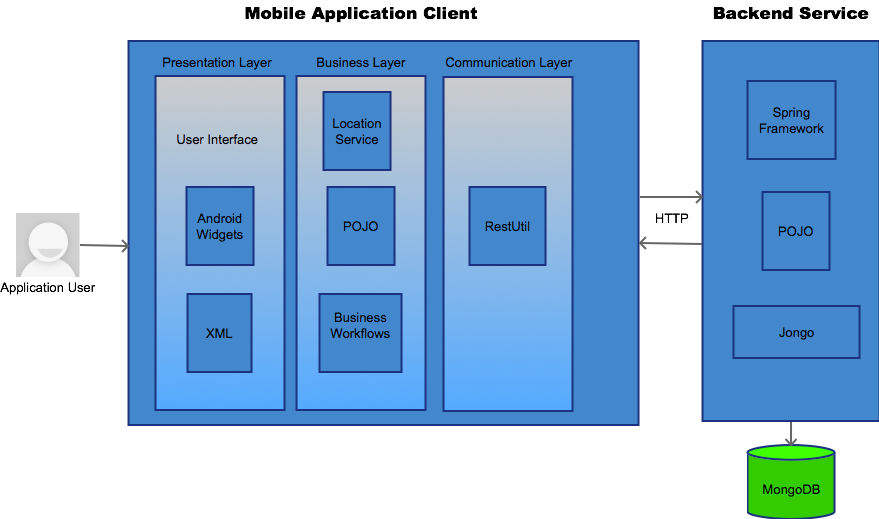 Mobile Application Client
Backend Service
Presentation Layer
Business Layer
Communication Layer
User Interface
Android
Widgets
XML
Location
Service
POJO
Business
Workflows
RestUtil
HTTP
Spring
Framework
POJO
Jongo
MongoDB
Application User